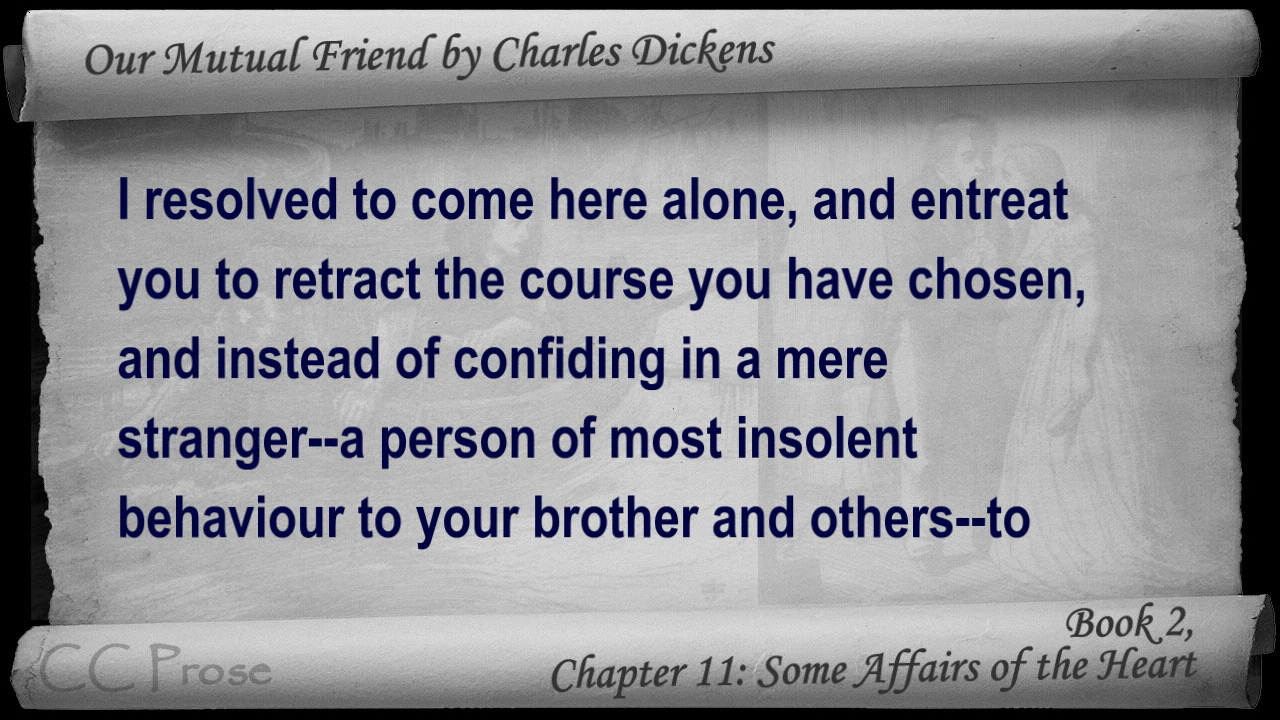 Our Mutual Friend by Charles Dickens
I resolved to come here alone, and entreat
you to retract the course you have chosen,
and instead of confiding in a mere
stranger--a person of most insolent
behaviour to your brother and others--to
Book 2,
Chapter 11: Some Affairs of the Heart
CC Prose